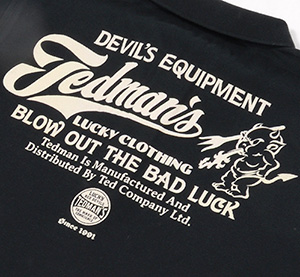 DEVIL'S EQUIPMENT
Tedman's
LUCKY CLOTHING
BLOW OUT THE BAD LUCK
Tedman Is Manufactured And
Distributed By Ted Company Ltd.
LUCKY
TEDMAN'S
Since 1991